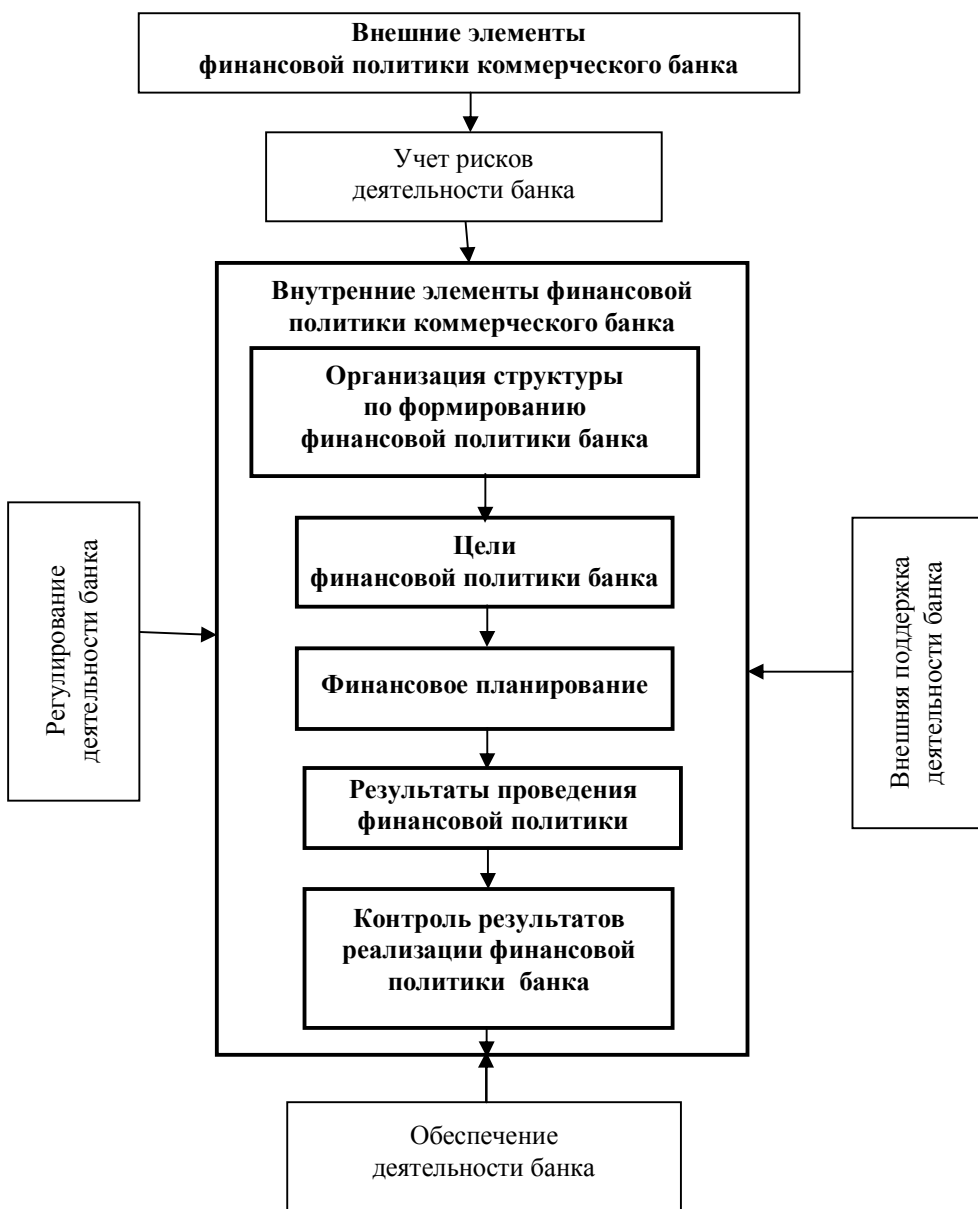 Внешние элементы
финансовой политики коммерческого банка
Учет рисков
деятельности банка
Внутренние элементы финансовой
политики коммерческого банка
Организация структуры
по формированию
финансовой политики банка
Цели
финансовой политики банка
Финансовое планирование
Результаты проведения
финансовой политики
Контроль результатов
реализации финансовой
политики банка
Регулирование
деятельности банка
Внешняя поддержка
деятельности банка
Обеспечение
деятельности банка